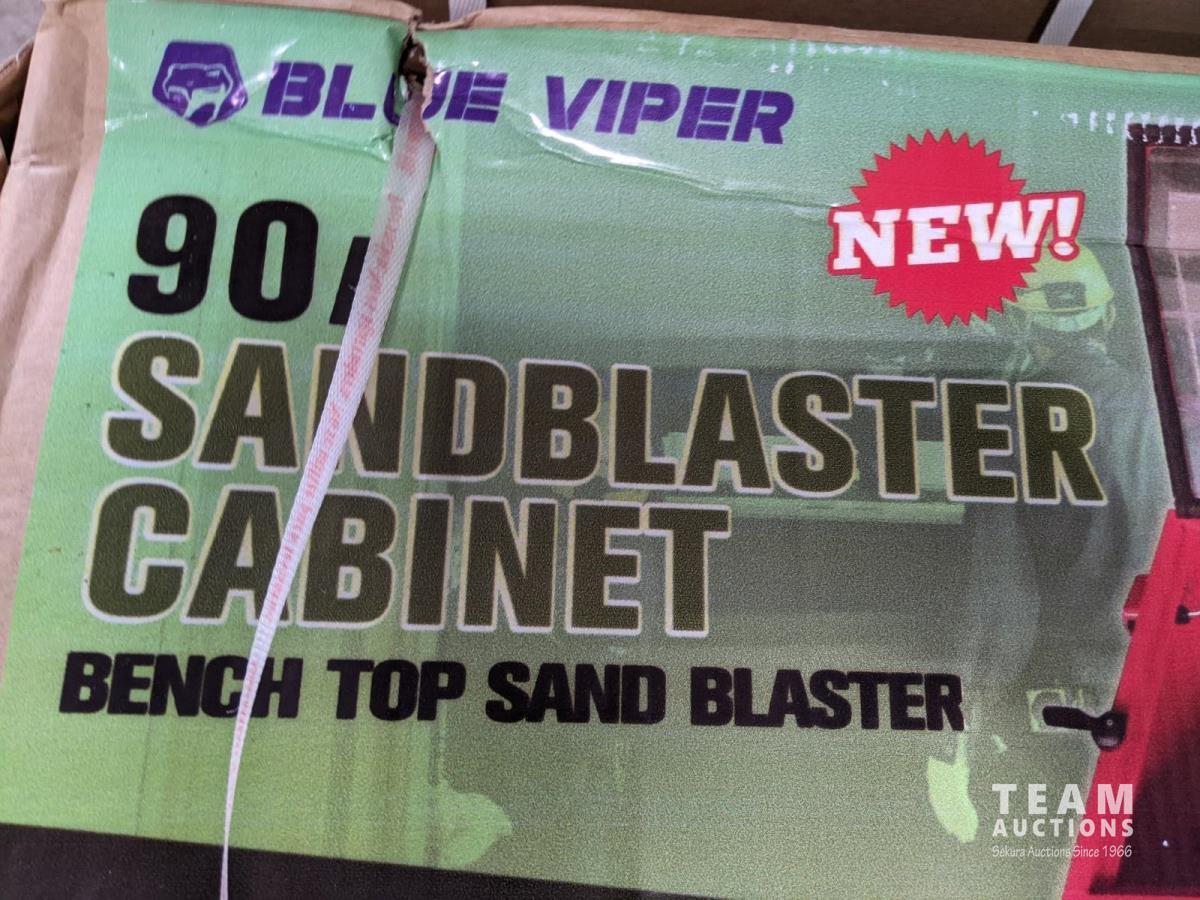 BLUE VIPER
90
NEW!
SANDBLASTER
CABINET
BENCH TOP SAND BLASTER
TEAM
AUCTIONS
Sekura Auctions Since 1966